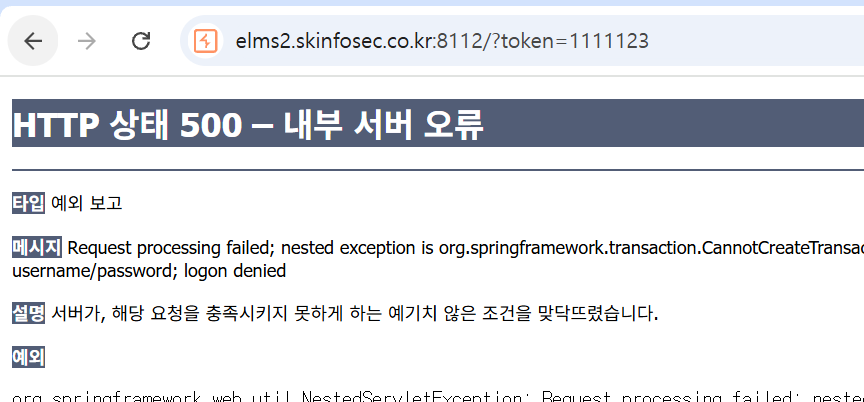 elms2.skinfosec.co.kr:8112/?token=1111123
HTTP 상태 500 – 내부 서버 오류
타입 예외 보고
메시지 Request processing failed; nested exception is org.springframework.transaction.CannotCreateTransac
username/password; logon denied
설명 서버가, 해당 요청을 충족시키지 못하게 하는 예기치 않은 조건을 맞닥뜨렸습니다.
예외
org.springframework.web.util.NestedServletException: Request processing failed; neste